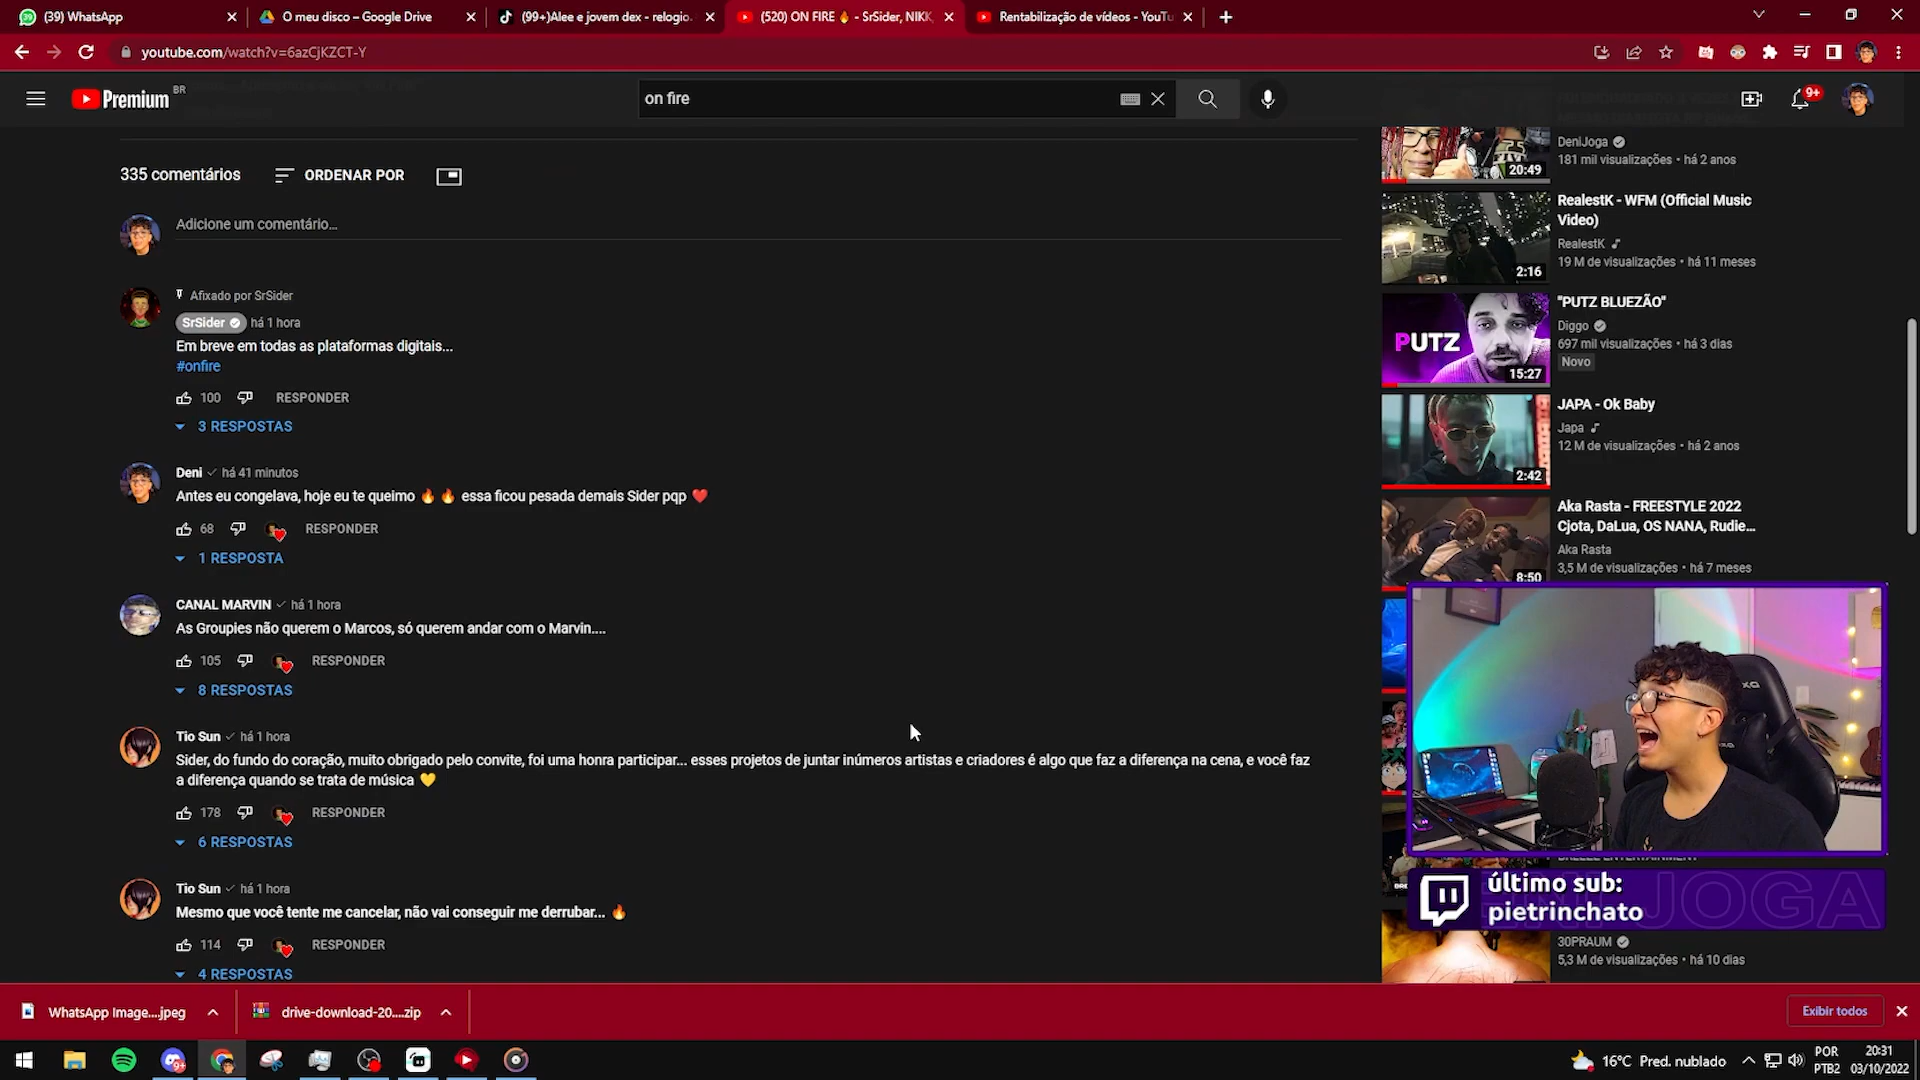 (39) WhatsApp
O meu disco – Google Drive
(99+)Alee e jovem dex - relogio.
(520) ON FIRE 🔥 - SrSider, NIKK
Rentabilização de vídeos - YouTu
youtube.com/watch?v=6azCjKZCT-Y
Premium BR
on fire
9+
335 comentários
ORDENAR POR
Adicione um comentário...
Afixado por SrSider
SrSider há 1 hora
Em breve em todas as plataformas digitais...
#onfire
100 RESPONDER
3 RESPOSTAS
Deni há 41 minutos
Antes eu congelava, hoje eu te queimo 🔥 🔥 essa ficou pesada demais Sider pqp ❤️
68 RESPONDER
1 RESPOSTA
CANAL MARVIN há 1 hora
As Groupies não querem o Marcos, só querem andar com o Marvin....
105 RESPONDER
8 RESPOSTAS
Tio Sun há 1 hora
Sider, do fundo do coração, muito obrigado pelo convite, foi uma honra participar... esses projetos de juntar inúmeros artistas e criadores é algo que faz a diferença na cena, e você faz
a diferença quando se trata de música 💛
178 RESPONDER
6 RESPOSTAS
Tio Sun há 1 hora
Mesmo que você tente me cancelar, não vai conseguir me derrubar... 🔥
114 RESPONDER
4 RESPOSTAS
DeniJoga
181 mil visualizações • há 2 anos
20:49
RealestK - WFM (Official Music
Video)
RealestK
19 M de visualizações • há 11 meses
2:16
"PUTZ BLUEZÃO"
Diggo
697 mil visualizações • há 3 dias
Novo
PUTZ
15:27
JAPA - Ok Baby
Japa
12 M de visualizações • há 2 anos
2:42
Aka Rasta - FREESTYLE 2022
Cjota, DaLua, OS NANA, Rudie...
Aka Rasta
3,5 M de visualizações • há 7 meses
8:50
último sub:
pietrinchato
ENI JOGA
30PRAUM
5,3 M de visualizações • há 10 dias
WhatsApp Image....jpeg
drive-download-20....zip
Exibir todos
16°C Pred. nublado
POR
PTB2
20:31
03/10/2022